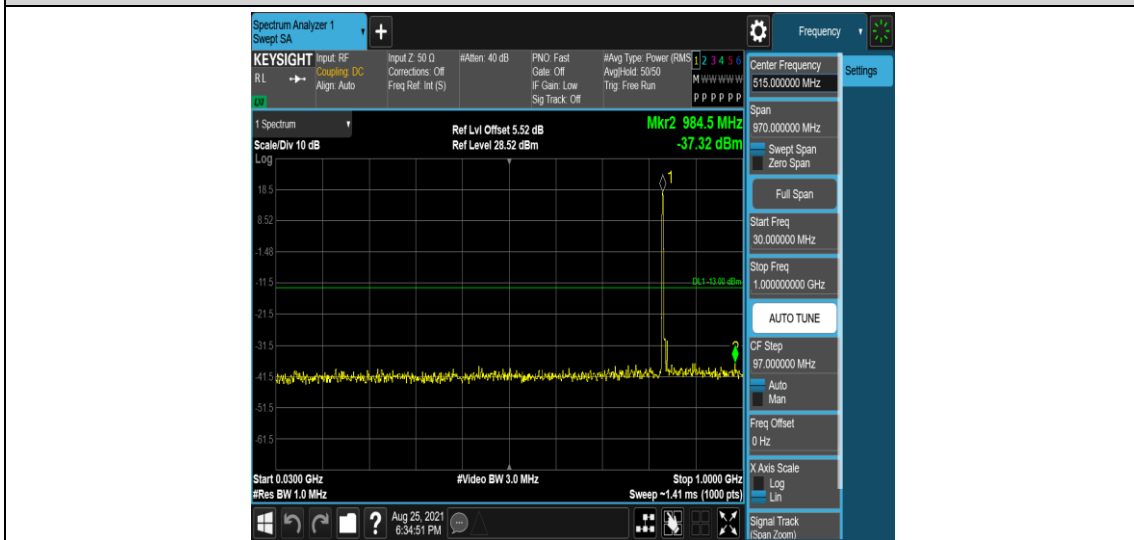 Spectrum Analyzer 1
Swept SA
+
Frequency
KEYSIGHT
RL
LXI
Input: RF
Coupling: DC
Align: Auto
Input Z: 50 Ω
Corrections: Off
Freq Ref: Int (S)
#Atten: 40 dB
PNO: Fast
Gate: Off
IF Gain: Low
Sig Track: Off
#Avg Type: Power (RMS
Avg|Hold: 50/50
Trig: Free Run
1 2 3 4 5 6
M W W W W W
P P P P P P
1 Spectrum
Scale/Div 10 dB
Log
Ref Lvl Offset 5.52 dB
Ref Level 28.52 dBm
Mkr2 984.5 MHz
-37.32 dBm
1
18.5
8.52
-1.48
-11.5
DL1 -13.00 dBm
-21.5
-31.5
2
-41.5
-51.5
-61.5
Start 0.0300 GHz
#Res BW 1.0 MHz
#Video BW 3.0 MHz
Stop 1.0000 GHz
Sweep ~1.41 ms (1000 pts)
Center Frequency
515.000000 MHz
Settings
Span
970.000000 MHz
Swept Span
Zero Span
Full Span
Start Freq
30.000000 MHz
Stop Freq
1.000000000 GHz
AUTO TUNE
CF Step
97.000000 MHz
Auto
Man
Freq Offset
0 Hz
X Axis Scale
Log
Lin
Signal Track
(Span Zoom)
?
Aug 25, 2021
6:34:51 PM